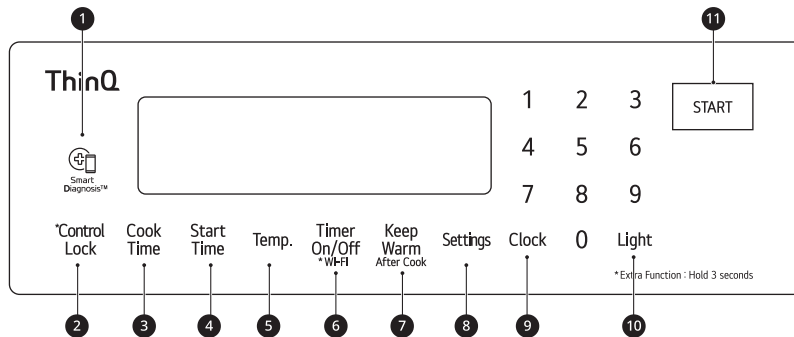 1
11
ThinQ
1 2 3
START
4 5 6
Smart
Diagnosis™
7 8 9
*Control
Lock
Cook
Time
Start
Time
Temp.
Timer
On/Off
*WI-FI
Keep
Warm
After Cook
Settings
Clock
0
Light
*Extra Function : Hold 3 seconds
2
3
4
5
6
7
8
9
10